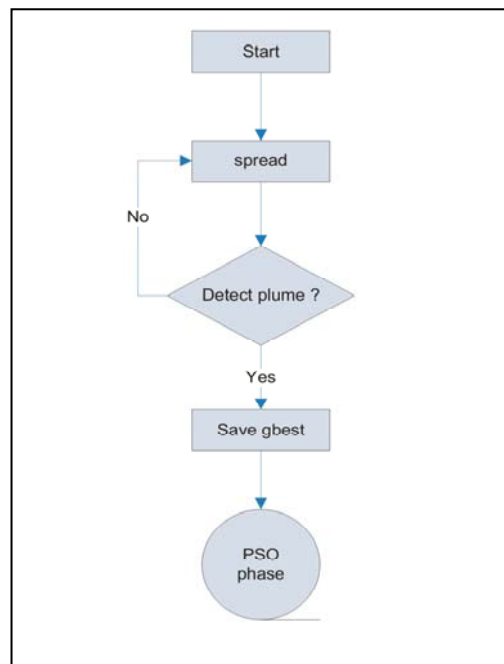 Start
spread
No
Detect plume ?
Yes
Save gbest
PSO
phase